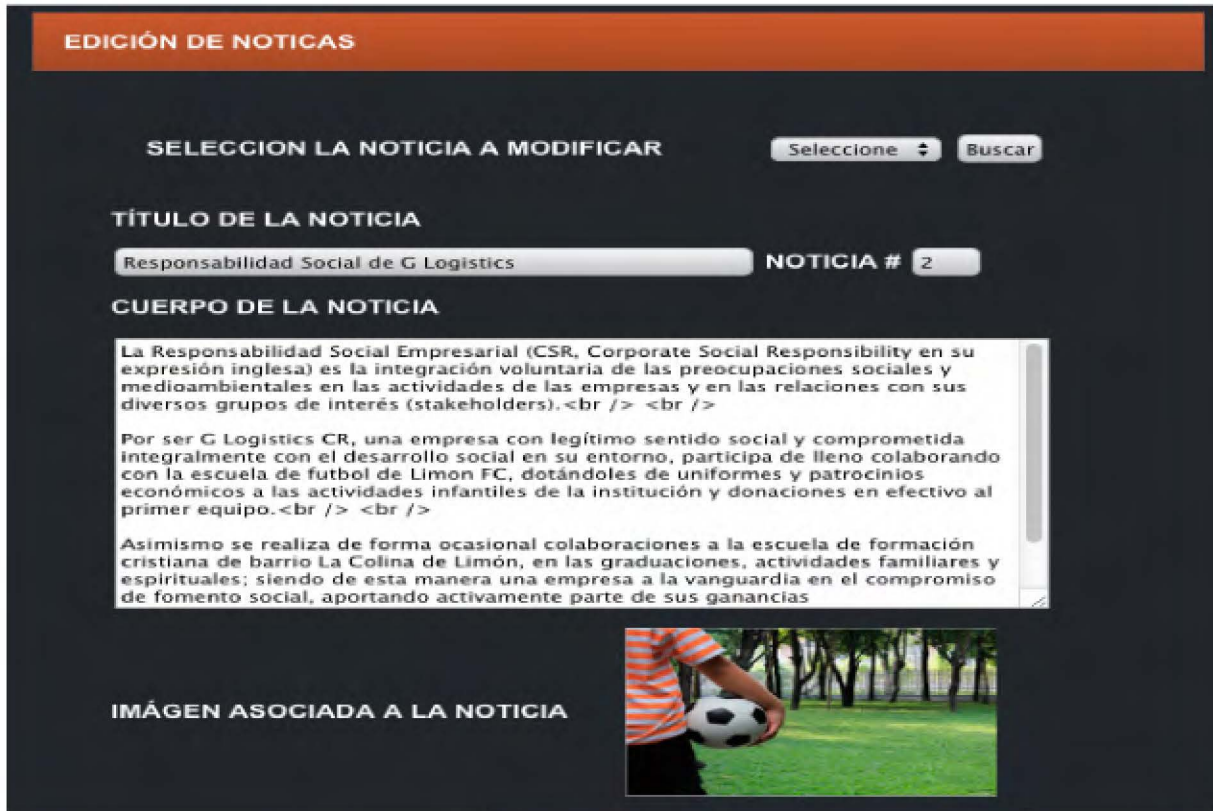 EDICIÓN DE NOTICAS
SELECCION LA NOTICIA A MODIFICAR Seleccione Buscar
TÍTULO DE LA NOTICIA
Responsabilidad Social de G Logistics NOTICIA # 2
CUERPO DE LA NOTICIA
La Responsabilidad Social Empresarial (CSR, Corporate Social Responsibility en su
expresión inglesa) es la integración voluntaria de las preocupaciones sociales y
medioambientales en las actividades de las empresas y en las relaciones con sus
diversos grupos de interés (stakeholders).<br /> <br />
Por ser G Logistics CR, una empresa con legítimo sentido social y comprometida
integralmente con el desarrollo social en su entorno, participa de lleno colaborando
con la escuela de futbol de Limon FC, dotándoles de uniformes y patrocinios
económicos a las actividades infantiles de la institución y donaciones en efectivo al
primer equipo.<br /> <br />
Asimismo se realiza de forma ocasional colaboraciones a la escuela de formación
cristiana de barrio La Colina de Limón, en las graduaciones, actividades familiares y
espirituales; siendo de esta manera una empresa a la vanguardia en el compromiso
de fomento social, aportando activamente parte de sus ganancias
IMÁGEN ASOCIADA A LA NOTICIA